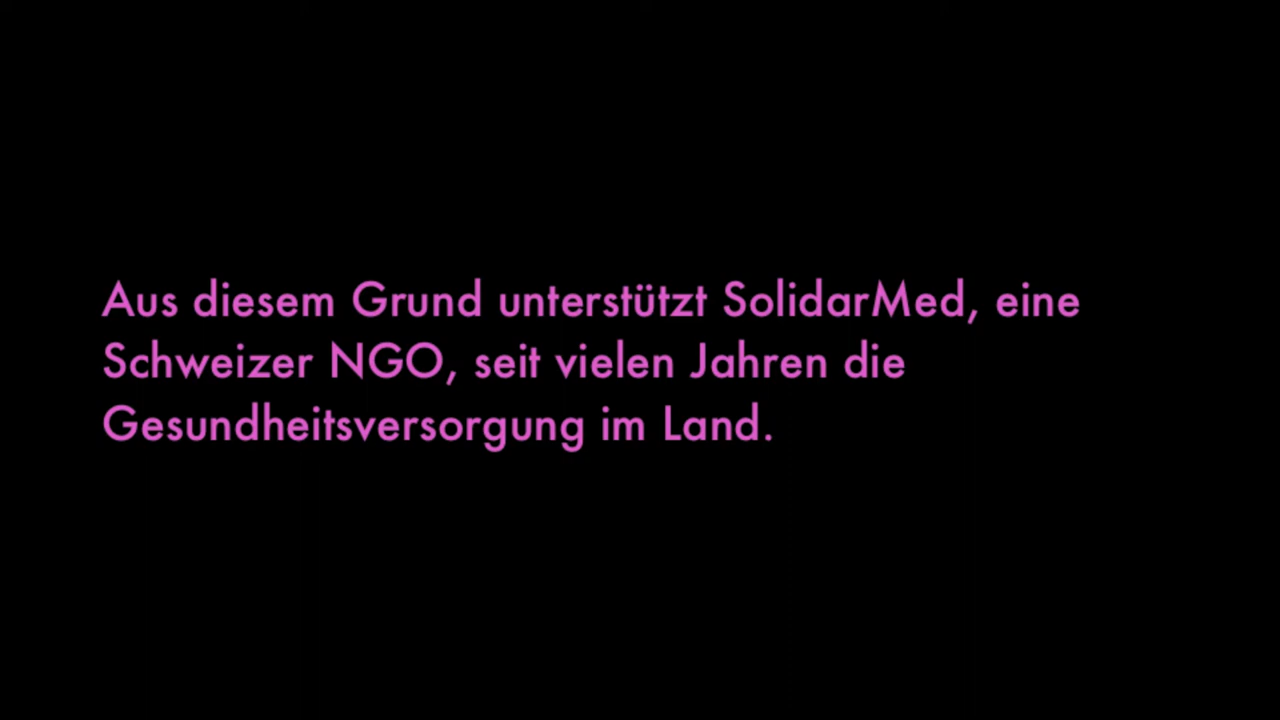 Aus diesem Grund unterstützt SolidarMed, eine
Schweizer NGO, seit vielen Jahren die
Gesundheitsversorgung im Land.